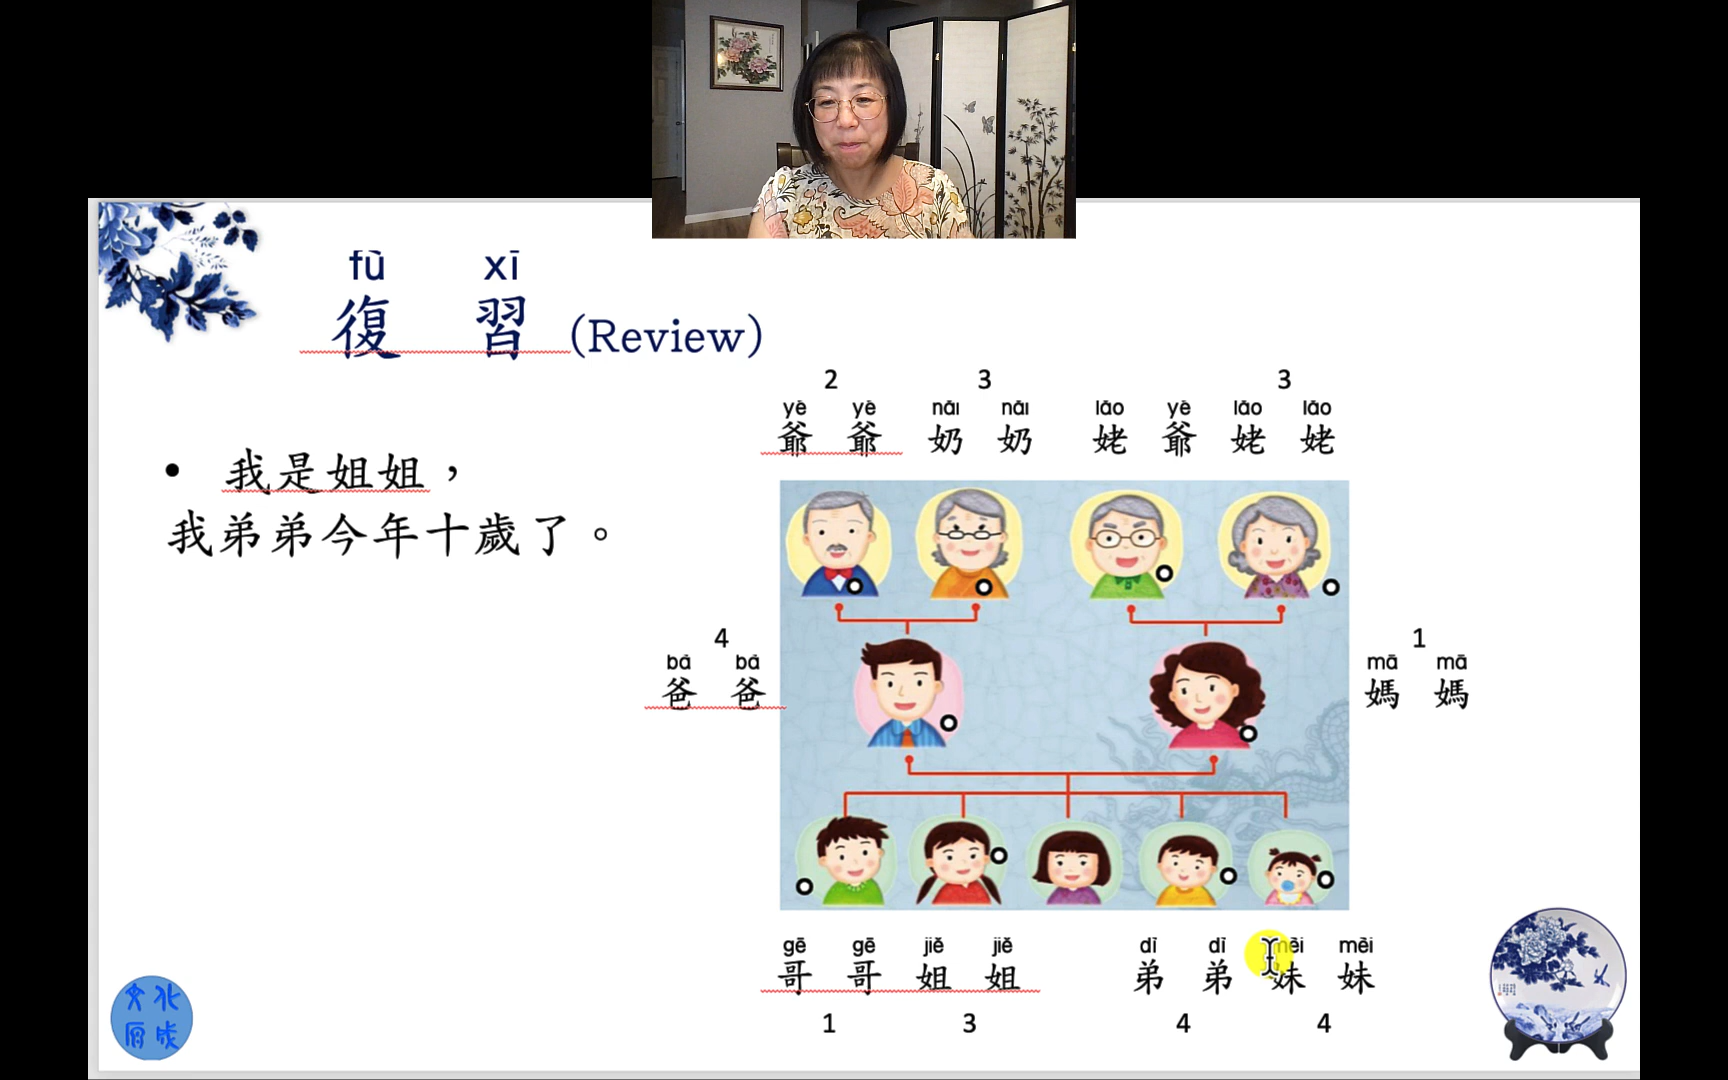 fù xī
復習(Review)
2 3 3
yé yé nǎi nǎi lǎo yé lǎo lǎo
爺爺 奶奶 姥爺 姥姥
• 我是姐姐，
我弟弟今年十歲了。
4
bà bà
爸爸
1
mā mā
媽媽
gē gē jiě jiě dì dì mèi mèi
哥哥 姐姐 弟弟 妹妹
1 3 4 4
文化